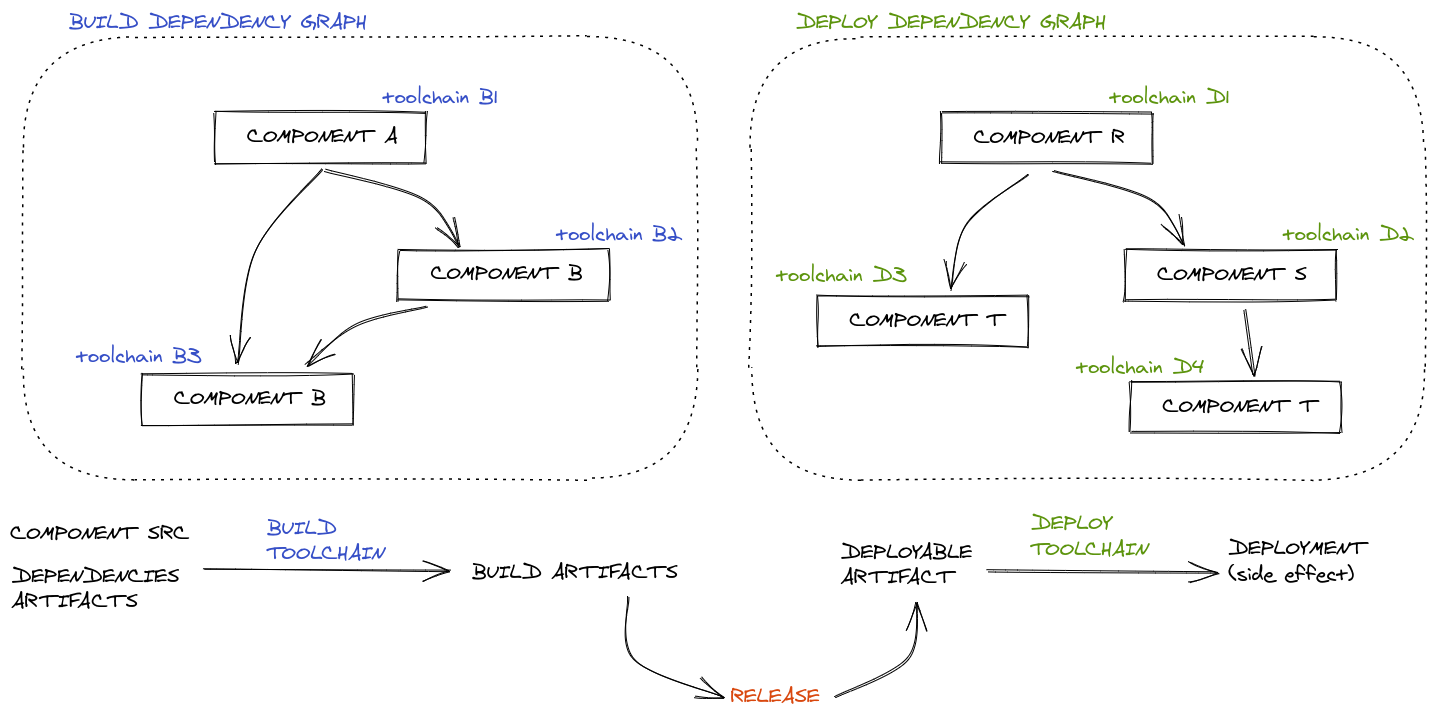 BUILD DEPENDENCY GRAPH
toolchain B1
COMPONENT A
toolchain B2
COMPONENT B
toolchain B3
COMPONENT B
DEPLOY DEPENDENCY GRAPH
toolchain D1
COMPONENT R
toolchain D2
COMPONENT S
toolchain D3
COMPONENT T
toolchain D4
COMPONENT T
COMPONENT SRC
DEPENDENCIES
ARTIFACTS
BUILD
TOOLCHAIN
BUILD ARTIFACTS
RELEASE
DEPLOYABLE
ARTIFACT
DEPLOY
TOOLCHAIN
DEPLOYMENT
(side effect)